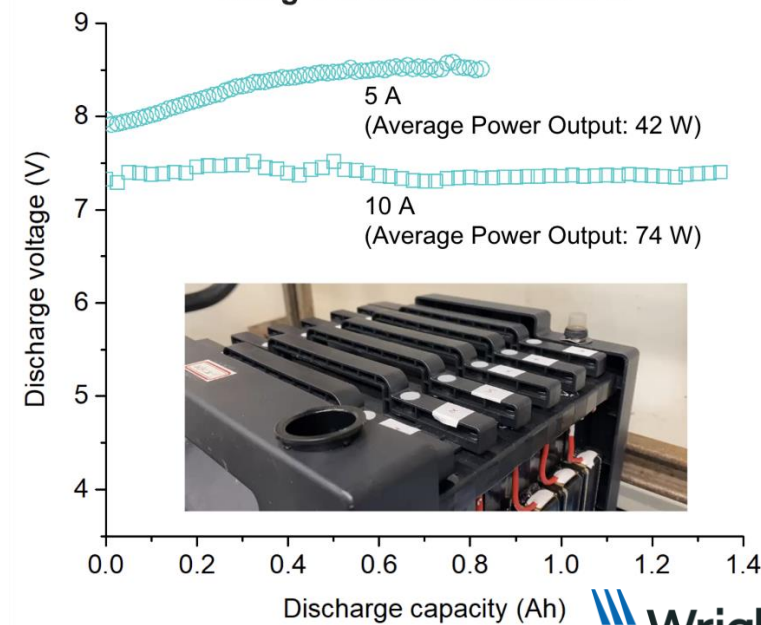 9
8
7
6
5
4
Discharge voltage (V)
5 A
(Average Power Output: 42 W)
10 A
(Average Power Output: 74 W)
0.0 0.2 0.4 0.6 0.8 1.0 1.2 1.4
Discharge capacity (Ah)